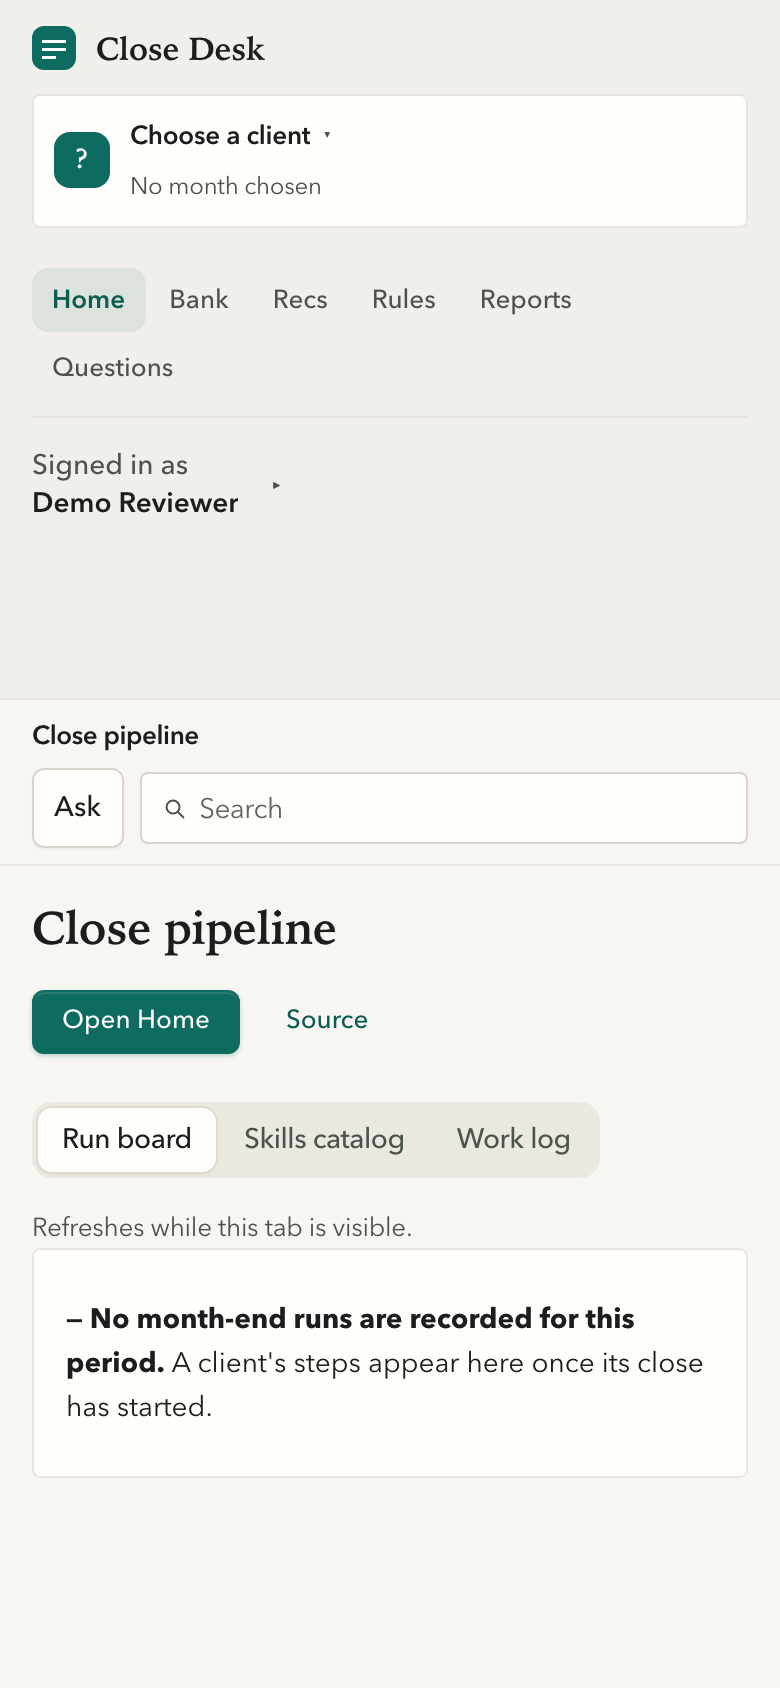 Close Desk
?
Choose a client ▾
No month chosen
Home Bank Recs Rules Reports
Questions
Signed in as
Demo Reviewer ▸
Close pipeline
Ask
Search
Close pipeline
Open Home Source
Run board Skills catalog Work log
Refreshes while this tab is visible.
– No month-end runs are recorded for this
period. A client's steps appear here once its close
has started.